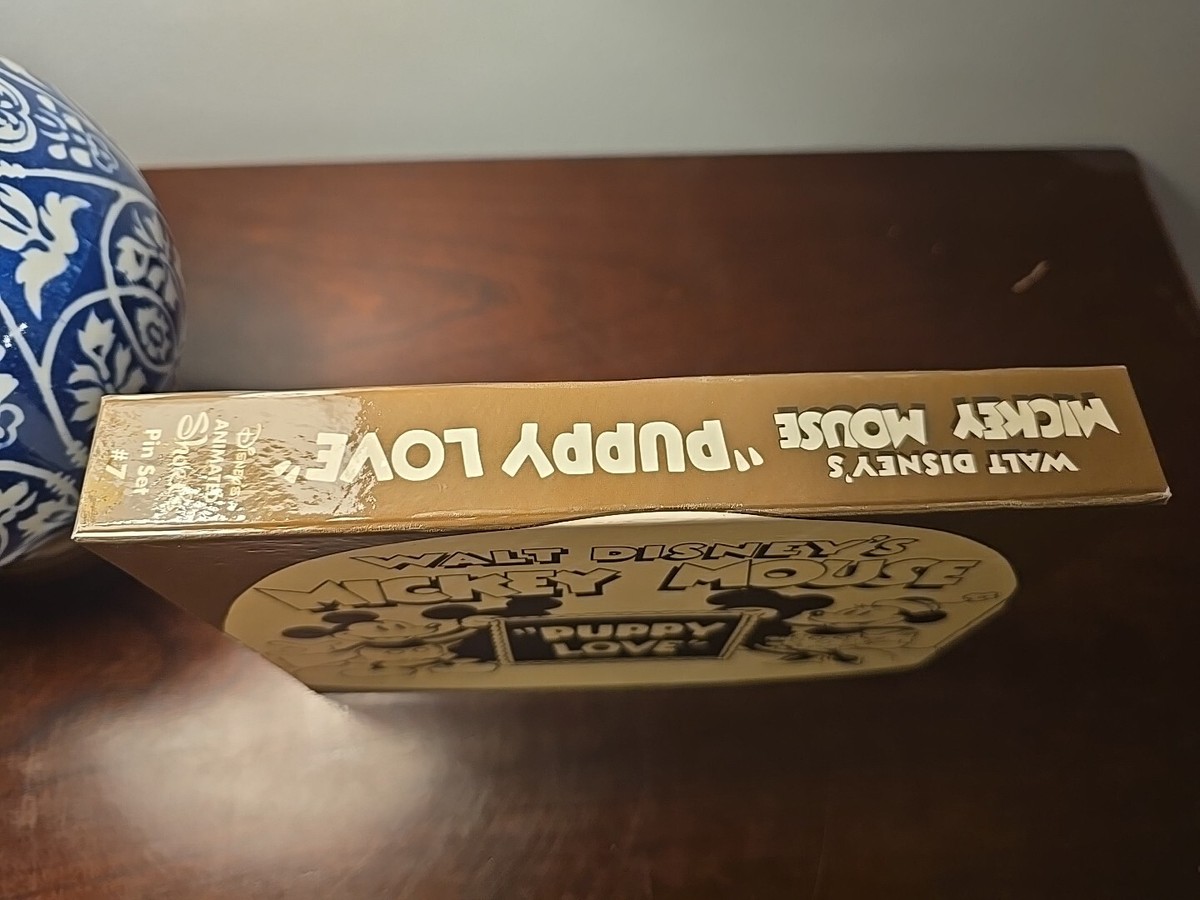 WALT DISNEY'S
MICKEY MOUSE
"PUPPY LOVE"
DISNEY'S
ANIMATED
Shorts
Pin Set
#7
WALT DISNEY'S
MICKEY MOUSE
"PUPPY
LOVE"